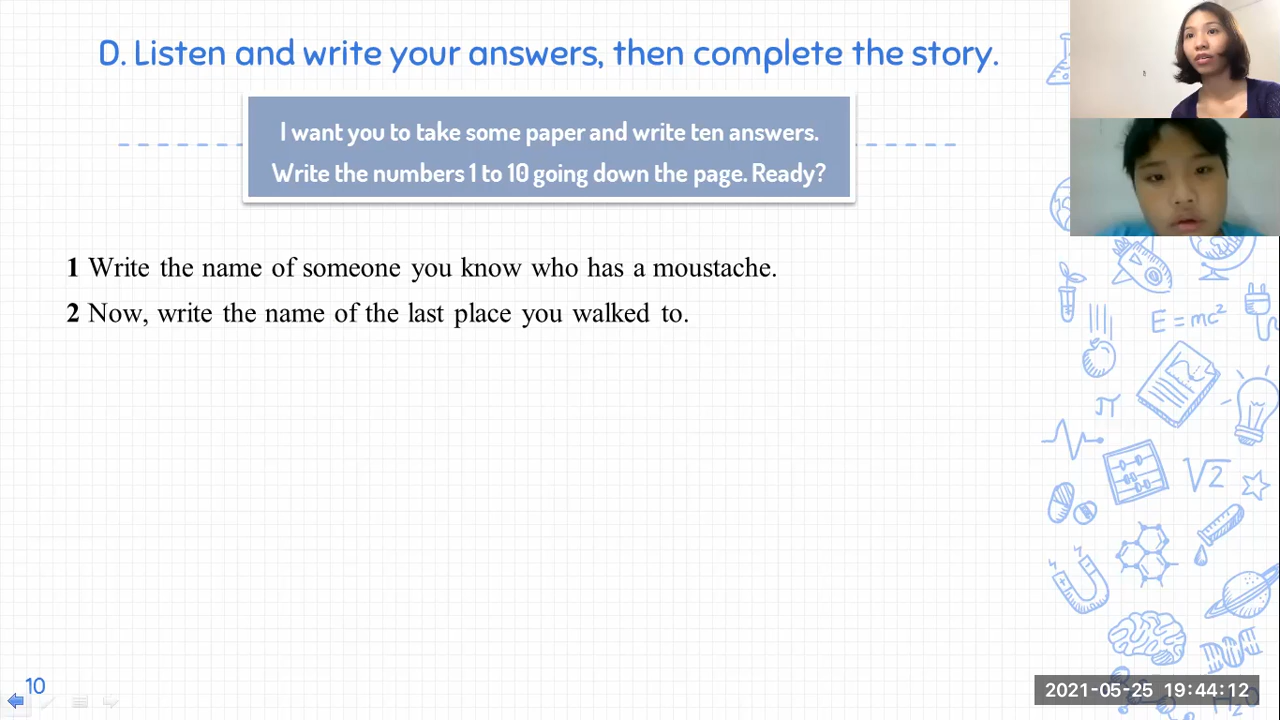 D. Listen and write your answers, then complete the story.
I want you to take some paper and write ten answers.
Write the numbers 1 to 10 going down the page. Ready?
1 Write the name of someone you know who has a moustache.
2 Now, write the name of the last place you walked to.
E = mc²
π
√2
DNA
H₂O
10
2021-05-25 19:44:12